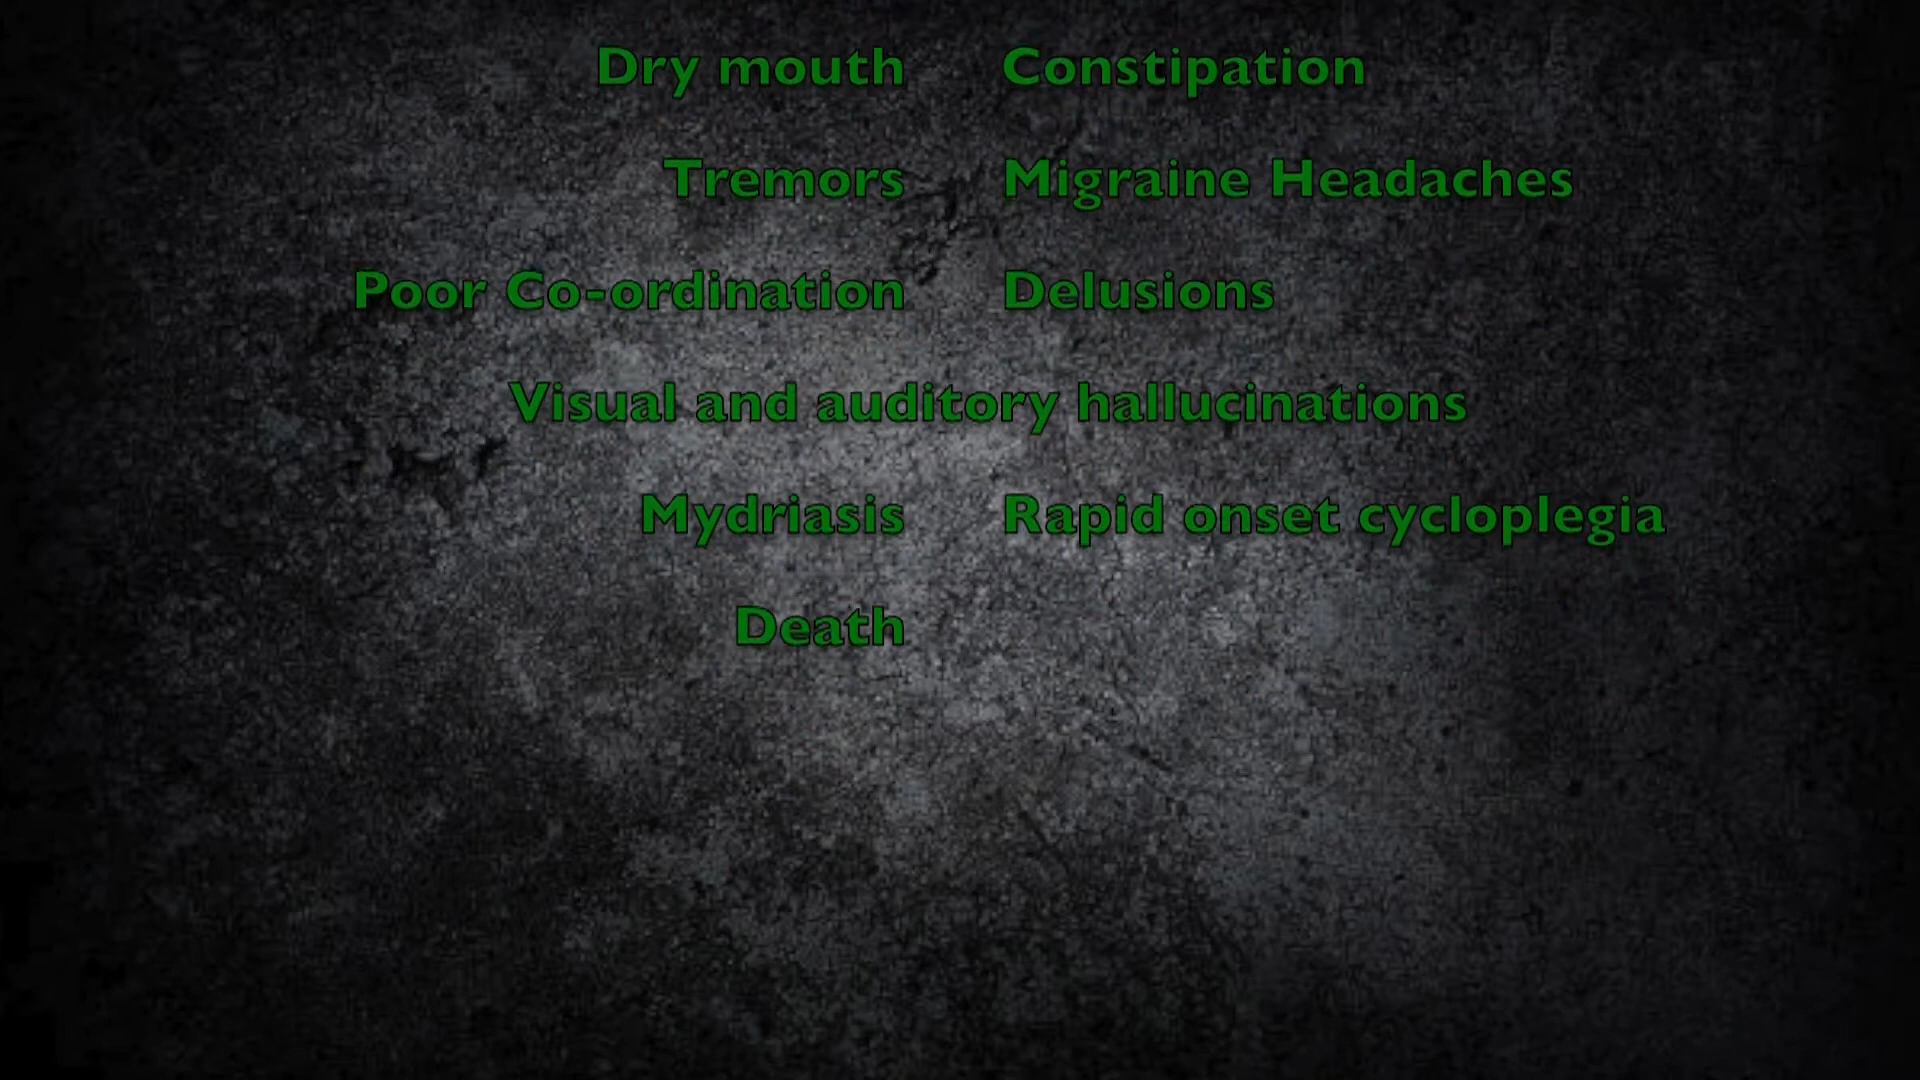 Dry mouth Constipation
Tremors Migraine Headaches
Poor Co-ordination Delusions
Visual and auditory hallucinations
Mydriasis Rapid onset cycloplegia
Death